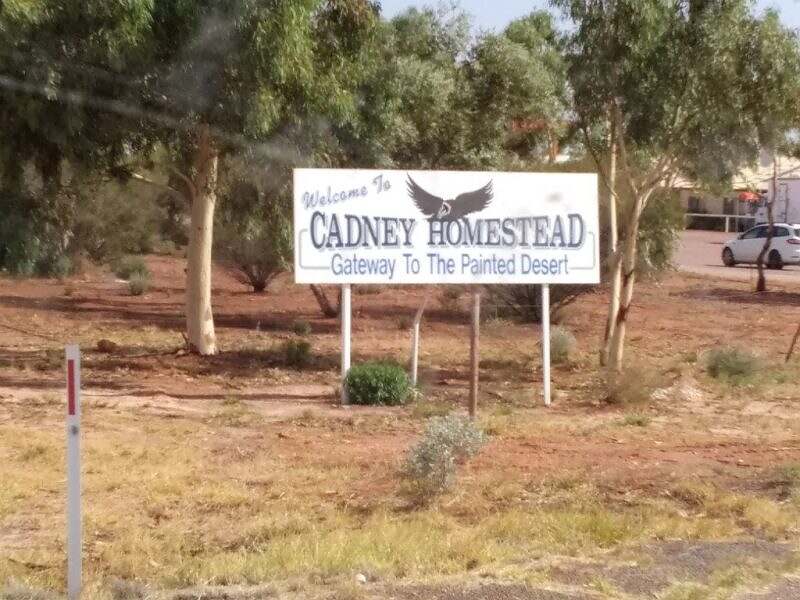 Welcome To
CADNEY HOMESTEAD
Gateway To The Painted Desert